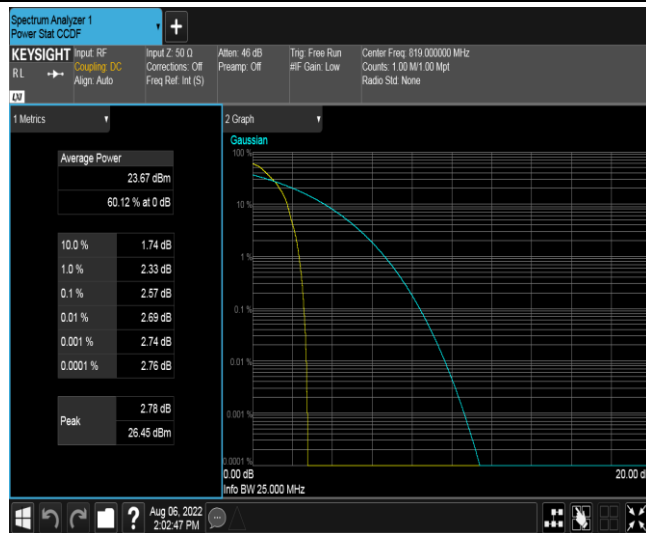 Spectrum Analyzer 1
Power Stat CCDF
+
KEYSIGHT
RL
Input: RF
Coupling: DC
Align: Auto
Input Z: 50 Ω
Corrections: Off
Freq Ref: Int (S)
Atten: 46 dB
Preamp: Off
Trig: Free Run
#IF Gain: Low
Center Freq: 819.000000 MHz
Counts: 1.00 M/1.00 Mpt
Radio Std: None
1 Metrics
Average Power
23.67 dBm
60.12 % at 0 dB
10.0 % 1.74 dB
1.0 % 2.33 dB
0.1 % 2.57 dB
0.01 % 2.69 dB
0.001 % 2.74 dB
0.0001 % 2.76 dB
Peak
2.78 dB
26.45 dBm
2 Graph
Gaussian
100 %
10 %
1 %
0.1 %
0.01 %
0.001 %
0.0001 %
0.00 dB
20.00 d
Info BW 25.000 MHz
?
Aug 06, 2022
2:02:47 PM